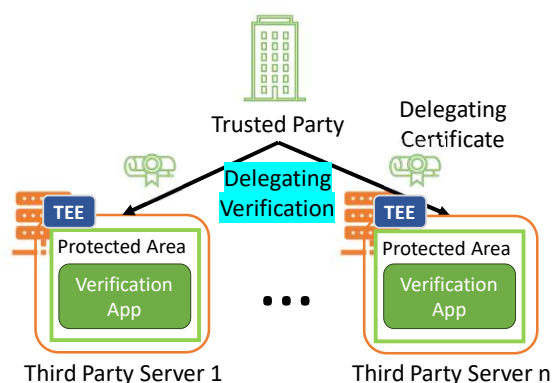 Trusted Party
Delegating
Certificate
Delegating
Verification
TEE
Protected Area
Verification
App
...
TEE
Protected Area
Verification
App
Third Party Server 1
Third Party Server n